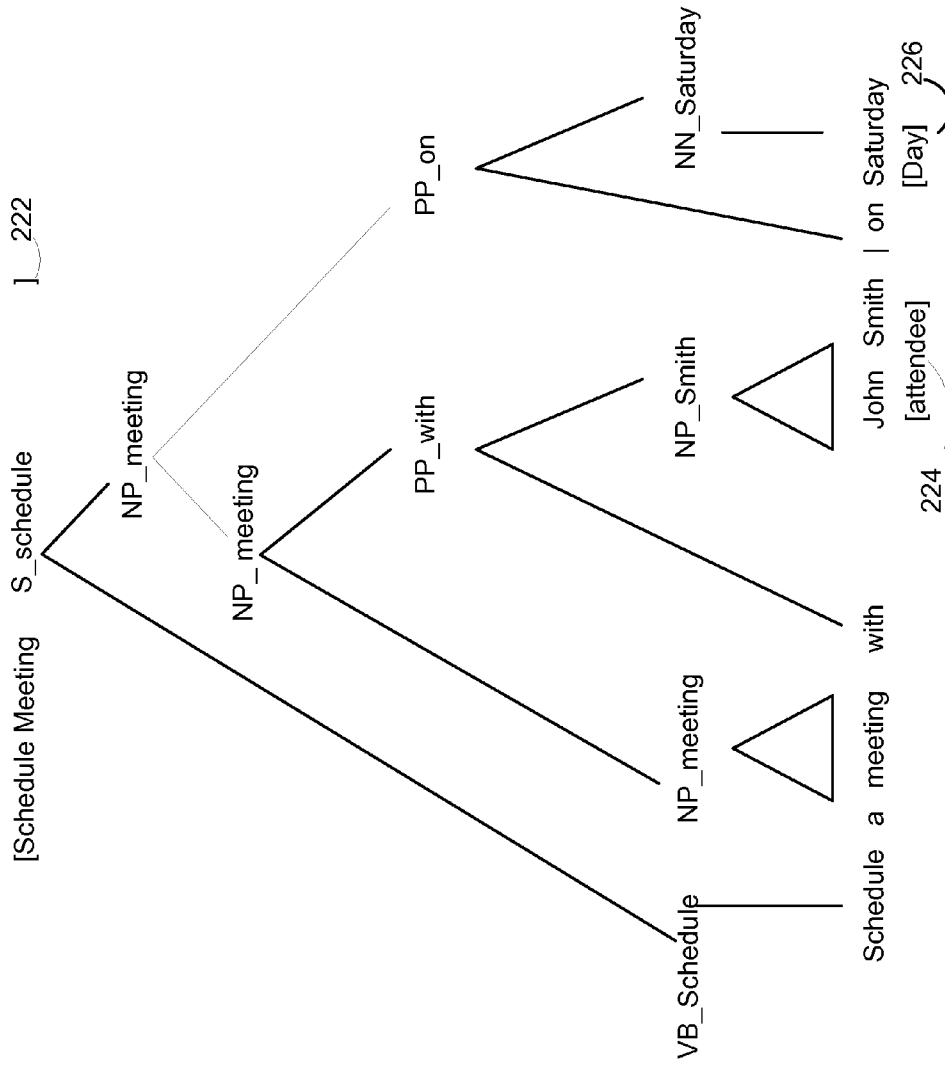 [Schedule Meeting S_schedule ] 222
NP_meeting
NP_meeting
PP_with PP_on
VB_Schedule NP_meeting NP_Smith NN_Saturday
Schedule a meeting with John Smith | on Saturday
[attendee] [Day] 226
224